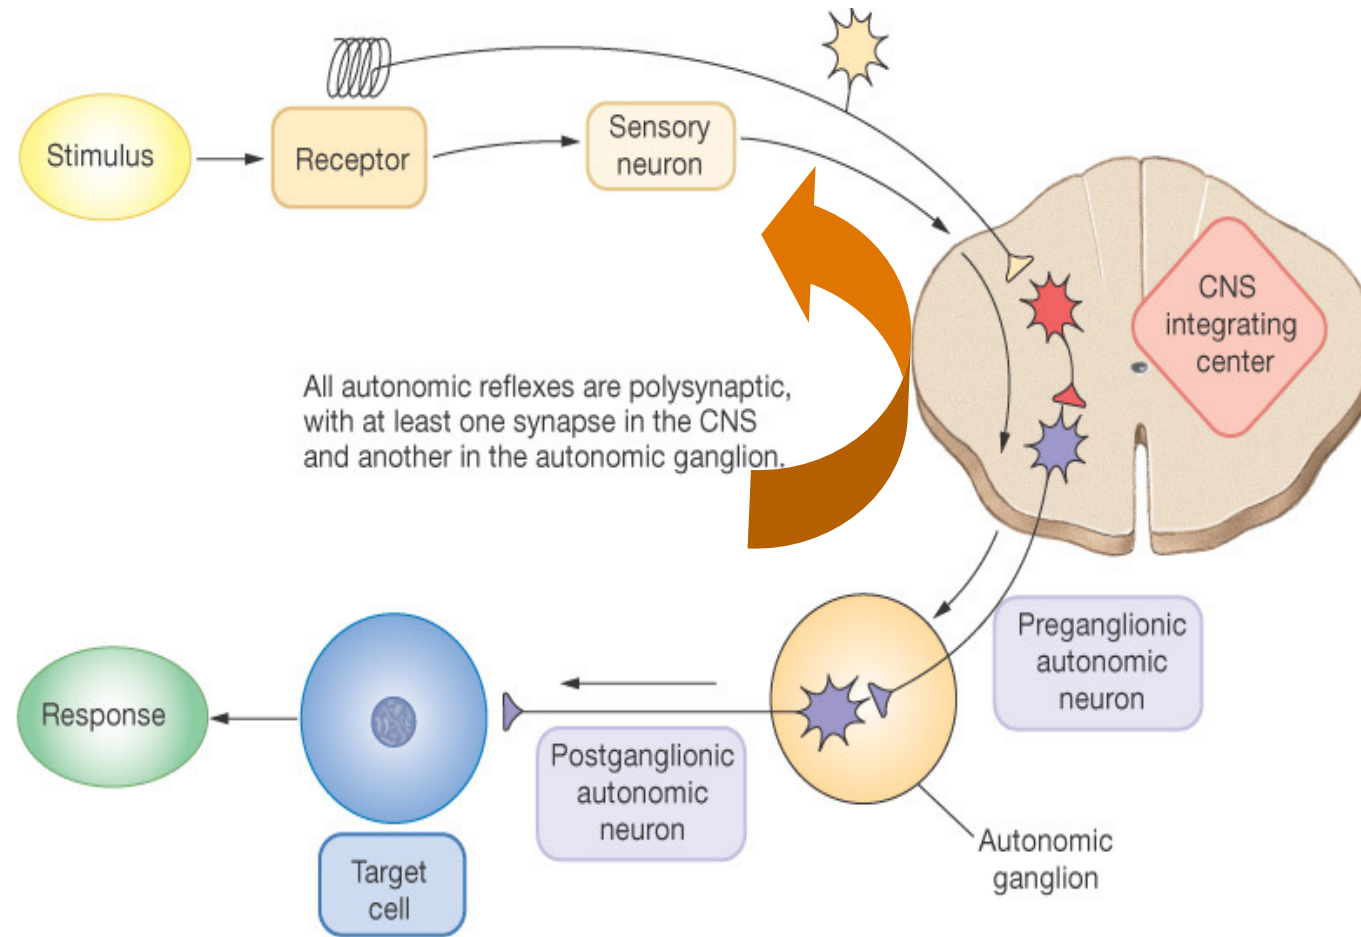 Stimulus
Receptor
Sensory
neuron
CNS
integrating
center
All autonomic reflexes are polysynaptic,
with at least one synapse in the CNS
and another in the autonomic ganglion.
Preganglionic
autonomic
neuron
Response
Postganglionic
autonomic
neuron
Autonomic
ganglion
Target
cell